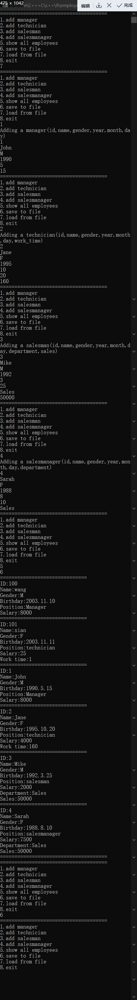 475 × 1042
D:\code\C++\C\c++\9\employe
编辑
完成
=====================================
1.add manager
2.add technician
3.add salesman
4.add salesmanager
5.show all employees
6.save to file
7.load from file
8.exit
7
=====================================
1.add manager
2.add technician
3.add salesman
4.add salesmanager
5.show all employees
6.save to file
7.load from file
8.exit
1
Adding a manager(id,name,gender,year,month,da
y)
1
John
M
1990
5
15
=====================================
1.add manager
2.add technician
3.add salesman
4.add salesmanager
5.show all employees
6.save to file
7.load from file
8.exit
2
Adding a technician(id,name,gender,year,month
,day,work_time)
2
Jane
F
1995
10
20
160
=====================================
1.add manager
2.add technician
3.add salesman
4.add salesmanager
5.show all employees
6.save to file
7.load from file
8.exit
3
Adding a salesman(id,name,gender,year,month,d
ay,department,sales)
3
Mike
M
1992
3
25
Sales
50000
=====================================
1.add manager
2.add technician
3.add salesman
4.add salesmanager
5.show all employees
6.save to file
7.load from file
8.exit
4
Adding a salesmanager(id,name,gender,year,mon
th,day,department)
4
Sarah
F
1988
8
10
Sales
=====================================
1.add manager
2.add technician
3.add salesman
4.add salesmanager
5.show all employees
6.save to file
7.load from file
8.exit
5
6
==============================
ID:100
Name:wang
Gender:M
Birthday:2003.11.10
Position:Manager
Salary:8000
==============================
ID:101
Name:xian
Gender:F
Birthday:2003.11.11
Position:technician
Salary:25
Work time:1
==============================
ID:1
Name:John
Gender:M
Birthday:1990.5.15
Position:Manager
Salary:8000
==============================
ID:2
Name:Jane
Gender:F
Birthday:1995.10.20
Position:technician
Salary:4000
Work time:160
==============================
ID:3
Name:Mike
Gender:M
Birthday:1992.3.25
Position:salesman
Salary:2000
Department:Sales
Sales:50000
==============================
ID:4
Name:Sarah
Gender:F
Birthday:1988.8.10
Position:salesmanager
Salary:7500
Department:Sales
Sales:50000
=====================================
=====================================
1.add manager
2.add technician
3.add salesman
4.add salesmanager
5.show all employees
6.save to file
7.load from file
8.exit
6
=====================================
1.add manager
2.add technician
3.add salesman
4.add salesmanager
5.show all employees
6.save to file
7.load from file
8.exit